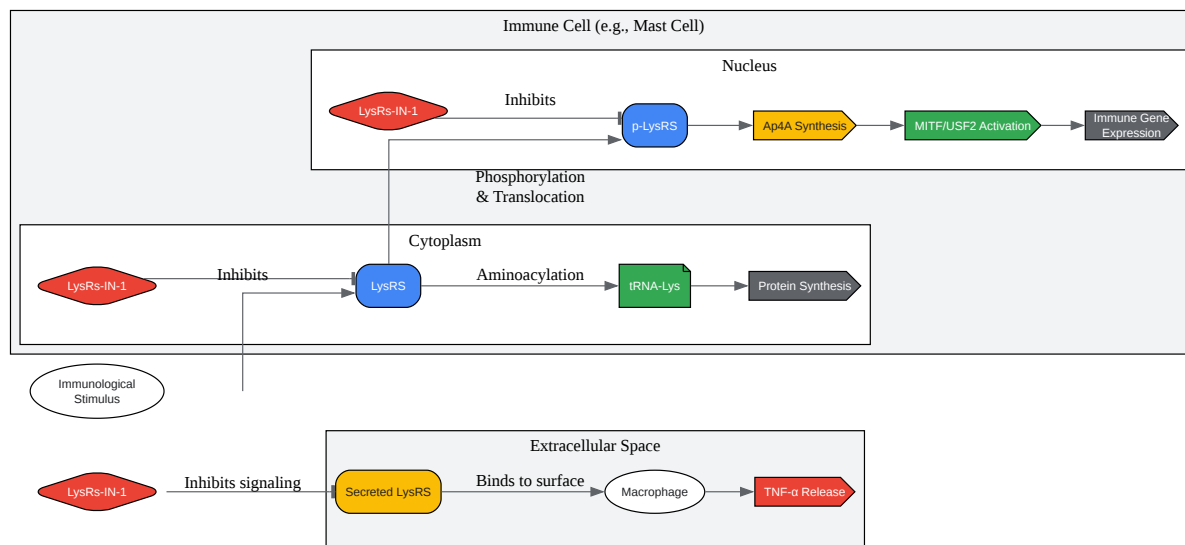 Immune Cell (e.g., Mast Cell)
Nucleus
LysRs-IN-1
Inhibits
p-LysRS
Ap4A Synthesis
MITF/USF2 Activation
Immune Gene
Expression
Phosphorylation
& Translocation
Cytoplasm
LysRs-IN-1
Inhibits
LysRS
Aminoacylation
tRNA-Lys
Protein Synthesis
Immunological
Stimulus
Extracellular Space
LysRs-IN-1
Inhibits signaling
Secreted LysRS
Binds to surface
Macrophage
TNF-α Release